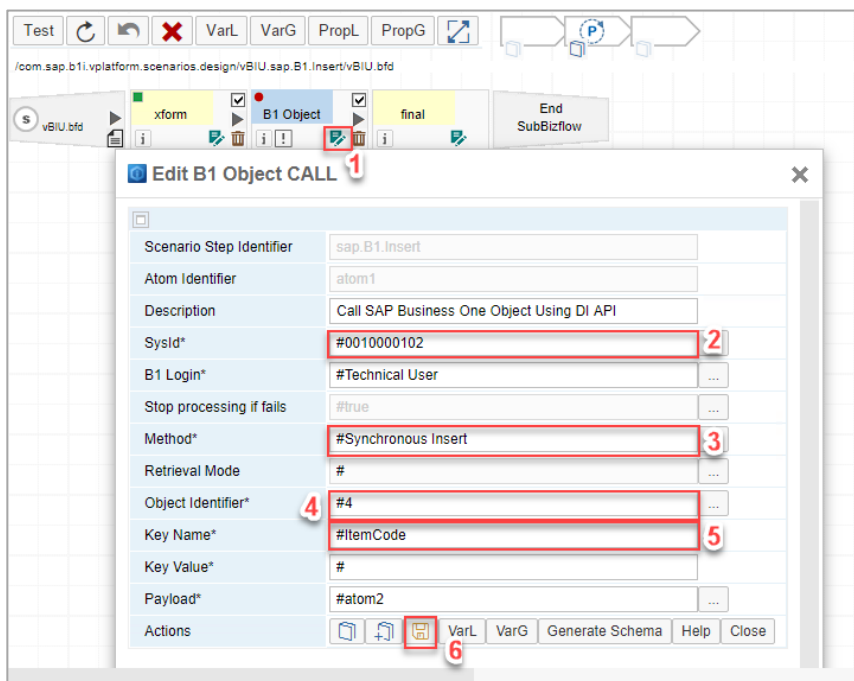 Test VarL VarG PropL PropG P
/com.sap.b1i.vplatform.scenarios.design/vBIU.sap.B1.Insert/vBIU.bfd
S vBIU.bfd xform B1 Object final End
SubBizflow
i i ! i
1
Edit B1 Object CALL
Scenario Step Identifier sap.B1.Insert
Atom Identifier atom1
Description Call SAP Business One Object Using DI API
SysId* #0010000102 2
B1 Login* #Technical User ...
Stop processing if fails #true ...
Method* #Synchronous Insert 3
Retrieval Mode # ...
Object Identifier* 4 #4 ...
Key Name* #ItemCode 5
Key Value* #
Payload* #atom2 ...
Actions VarL VarG Generate Schema Help Close
6